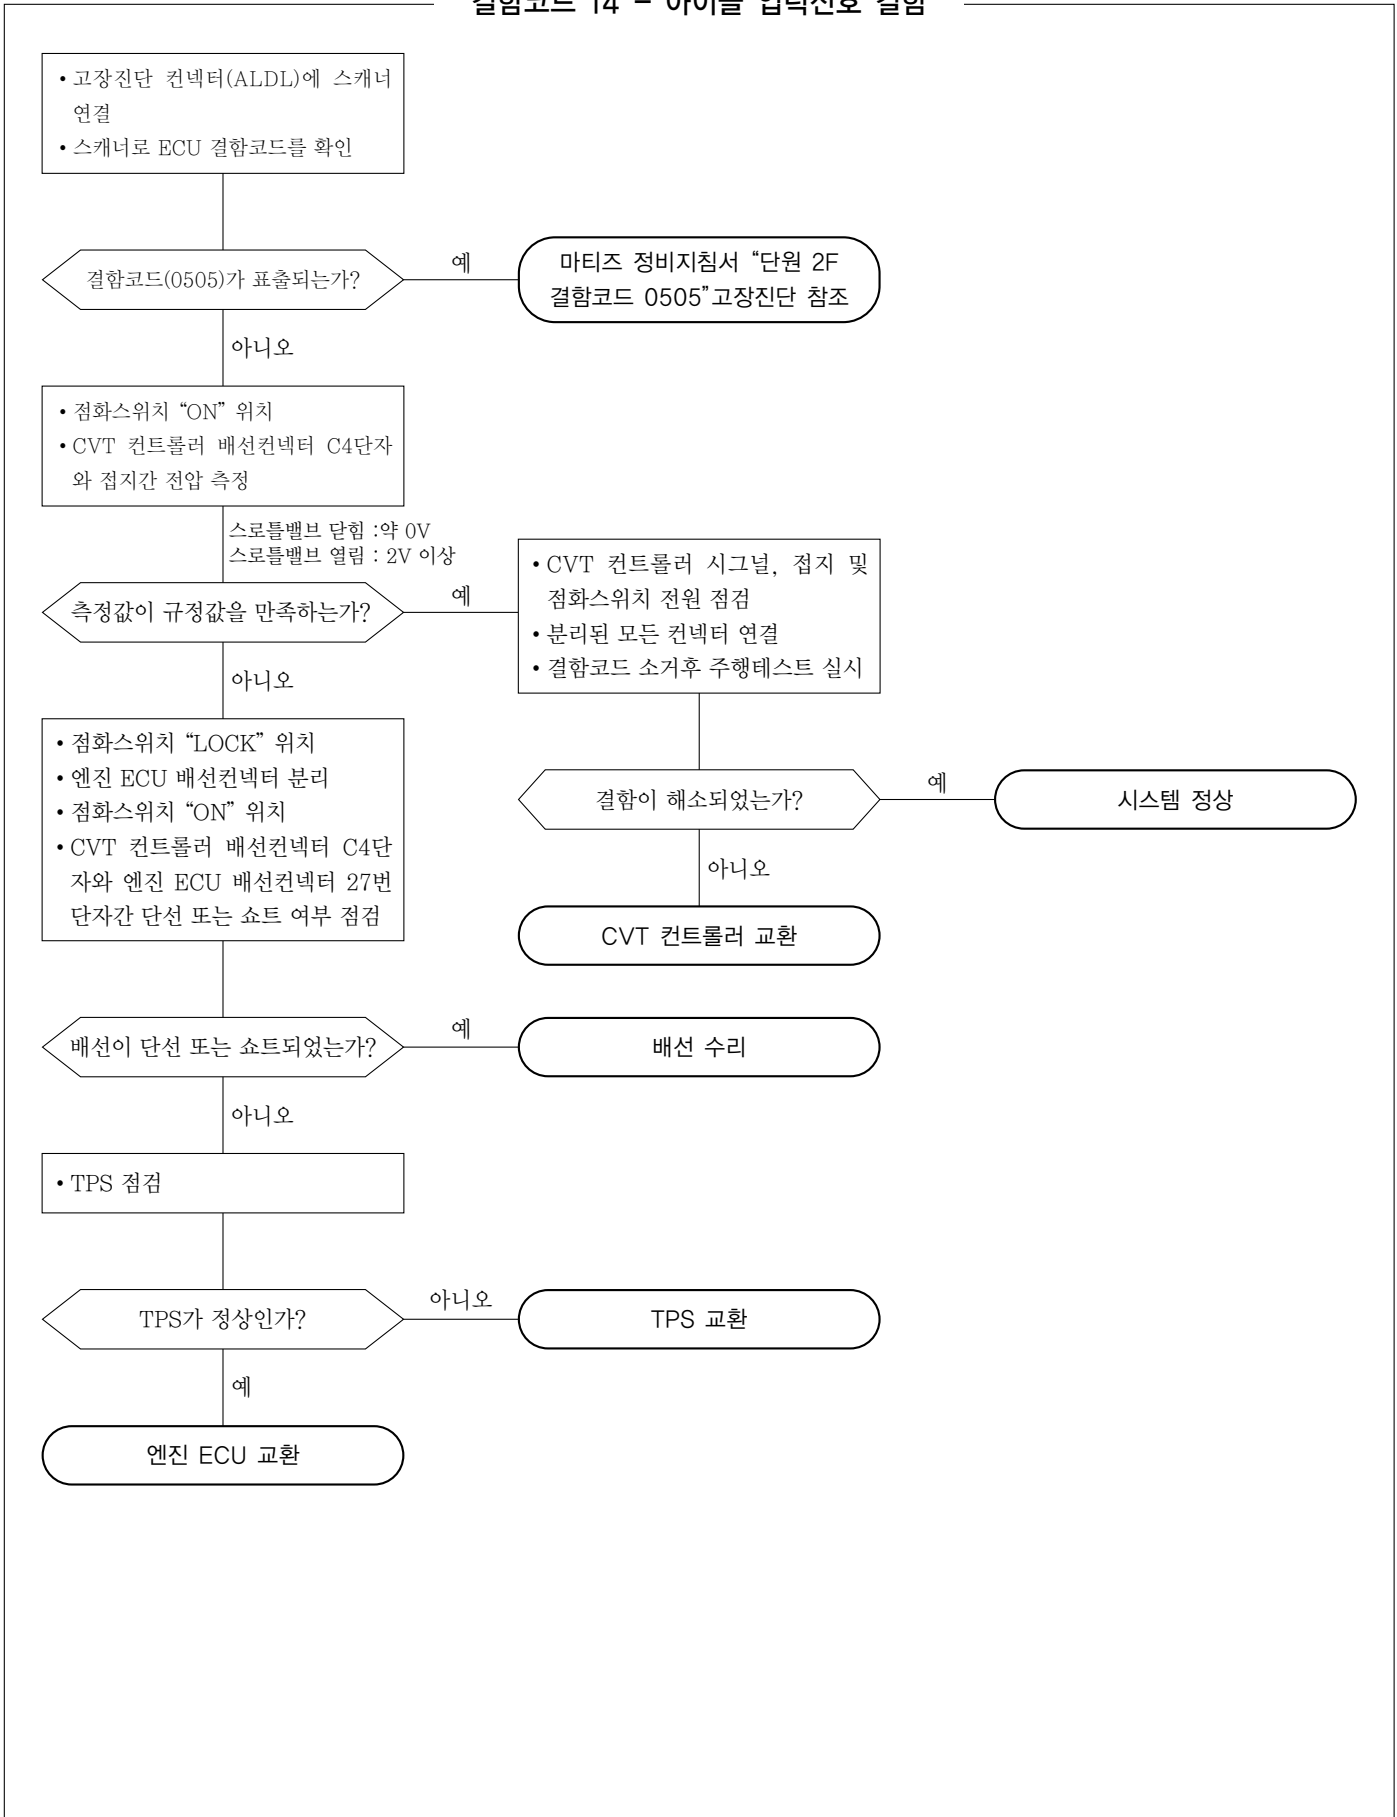 결함코드 14 - 아이들 입력신호 결함
• 고장진단 컨넥터(ALDL)에 스캐너
연결
• 스캐너로 ECU 결함코드를 확인
결함코드(0505)가 표출되는가?
예
마티즈 정비지침서 “단원 2F
결함코드 0505”고장진단 참조
아니오
• 점화스위치 “ON” 위치
• CVT 컨트롤러 배선컨넥터 C4단자
와 접지간 전압 측정
스로틀밸브 닫힘 :약 0V
스로틀밸브 열림 : 2V 이상
측정값이 규정값을 만족하는가?
예
• CVT 컨트롤러 시그널, 접지 및
점화스위치 전원 점검
• 분리된 모든 컨넥터 연결
• 결함코드 소거후 주행테스트 실시
아니오
• 점화스위치 “LOCK” 위치
• 엔진 ECU 배선컨넥터 분리
• 점화스위치 “ON” 위치
• CVT 컨트롤러 배선컨넥터 C4단
자와 엔진 ECU 배선컨넥터 27번
단자간 단선 또는 쇼트 여부 점검
결함이 해소되었는가?
예
시스템 정상
아니오
CVT 컨트롤러 교환
배선이 단선 또는 쇼트되었는가?
예
배선 수리
아니오
• TPS 점검
TPS가 정상인가?
아니오
TPS 교환
예
엔진 ECU 교환